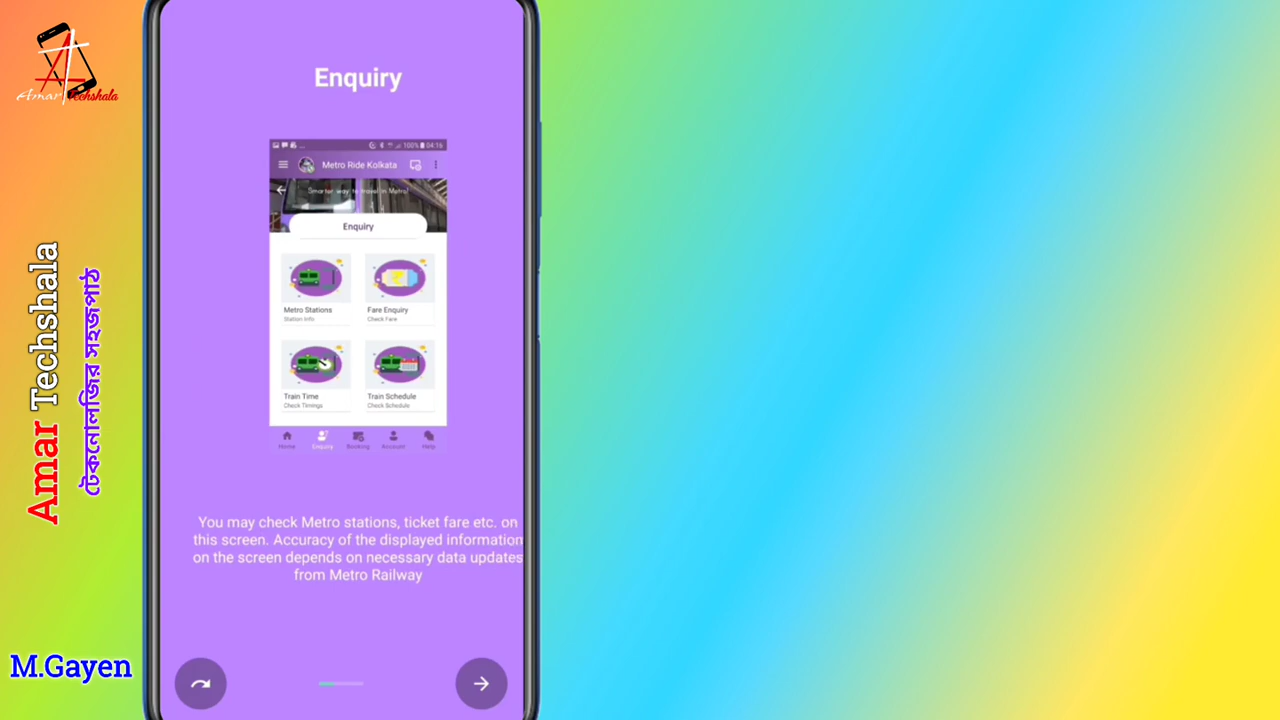 Amar Techshala
Amar Techshala
টেকনোলজির সহজপাঠ
M.Gayen
Enquiry
100% 04:16
Metro Ride Kolkata
Smarter way to travel in Metro!
Enquiry
Metro Stations
Station Info
Fare Enquiry
Check Fare
Train Time
Check Timings
Train Schedule
Check Schedule
Home
Enquiry
Booking
Account
Help
You may check Metro stations, ticket fare etc. on
this screen. Accuracy of the displayed information
on the screen depends on necessary data updates
from Metro Railway